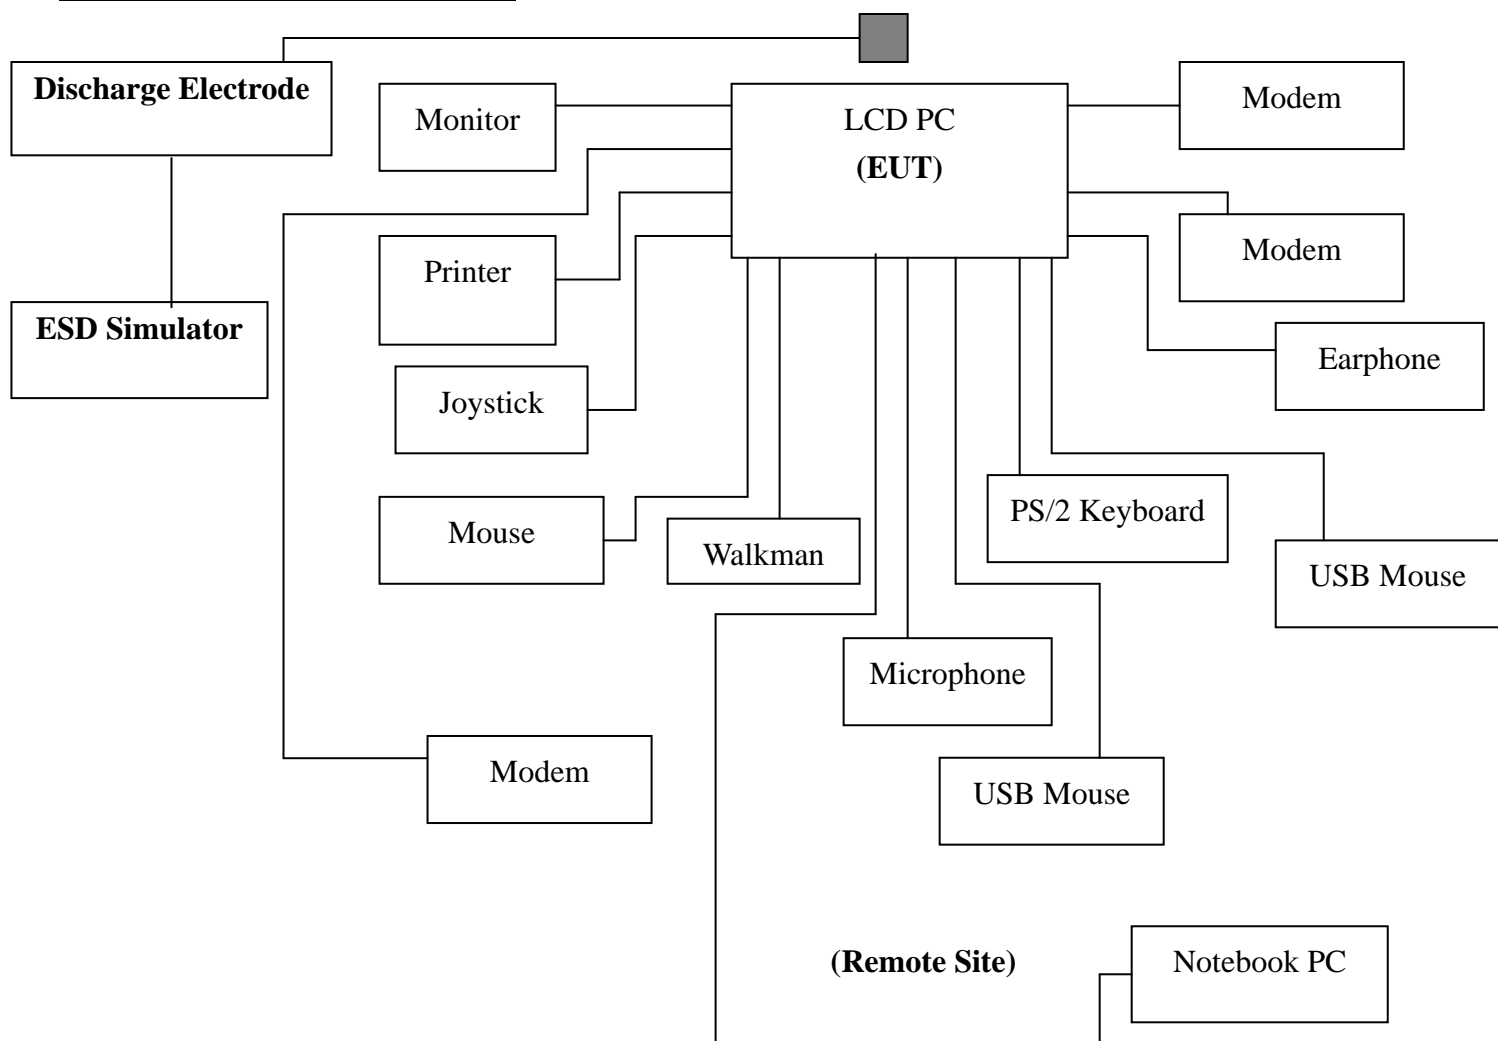 Discharge Electrode
Monitor
LCD PC
(EUT)
Modem
Printer
Modem
ESD Simulator
Joystick
Earphone
Mouse
Walkman
PS/2 Keyboard
USB Mouse
Microphone
Modem
USB Mouse
(Remote Site)
Notebook PC